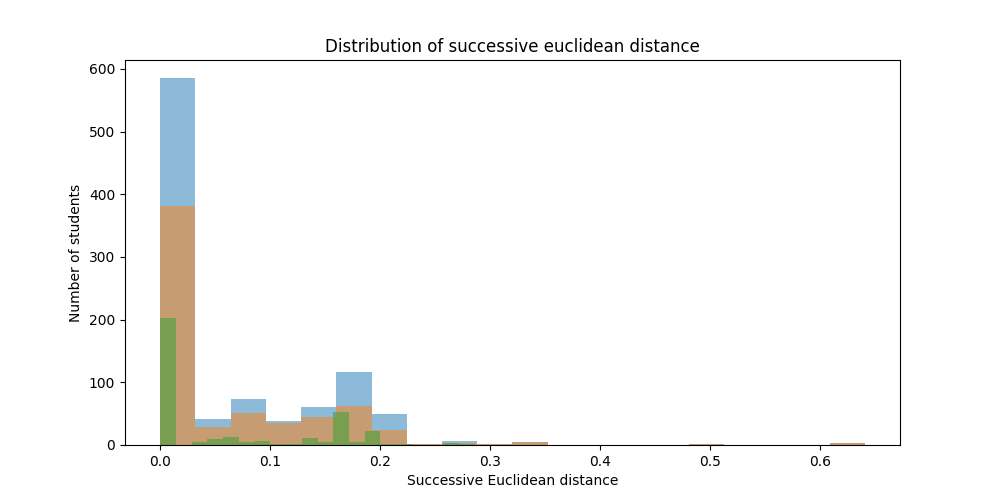 Distribution of successive euclidean distance
Number of students
600
500
400
300
200
100
0
0.0 0.1 0.2 0.3 0.4 0.5 0.6
Successive Euclidean distance